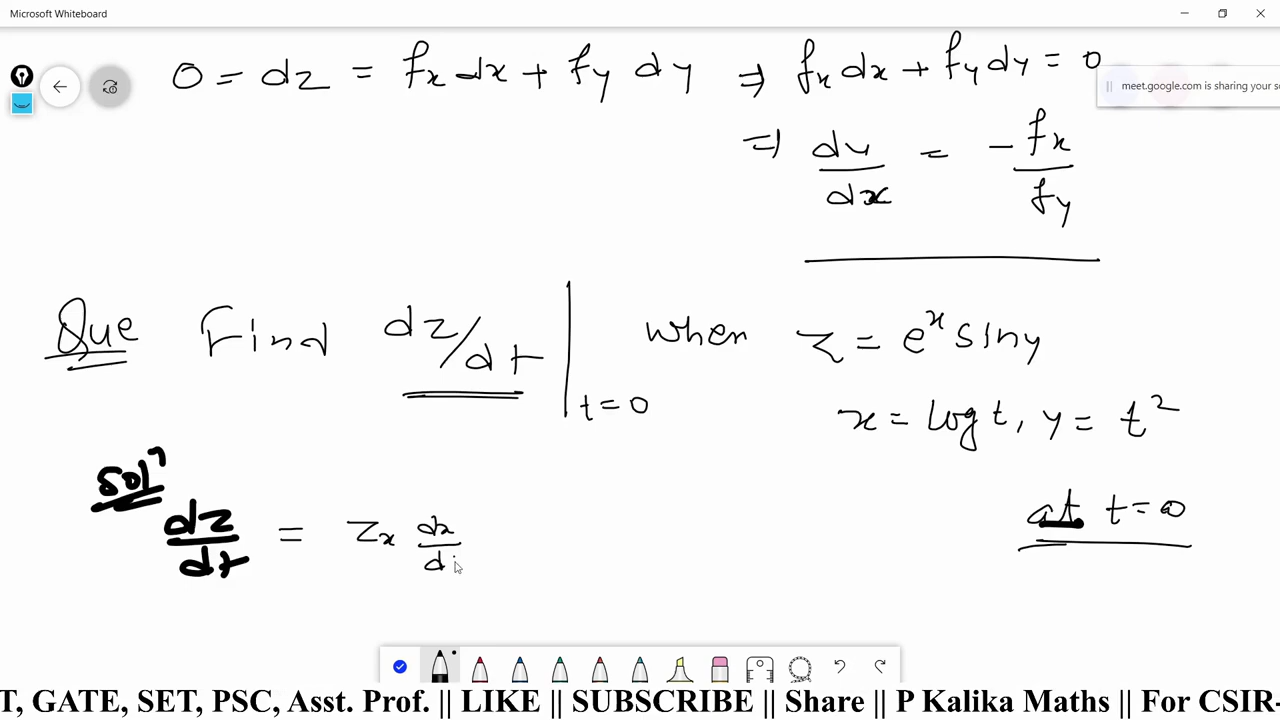 Microsoft Whiteboard
0 = dz = fx dx + fy dy ⇒ fx dx + fy dy = 0
meet.google.com is sharing your s
⇒ dy/dx = - fx/fy
Que Find dz/dt | t=0 when z = e^x sin y
x = log t, y = t^2
at t=0
Sol^n
dz/dt = Zx dx/d
T, GATE, SET, PSC, Asst. Prof. || LIKE || SUBSCRIBE || Share || P Kalika Maths || For CSIR-